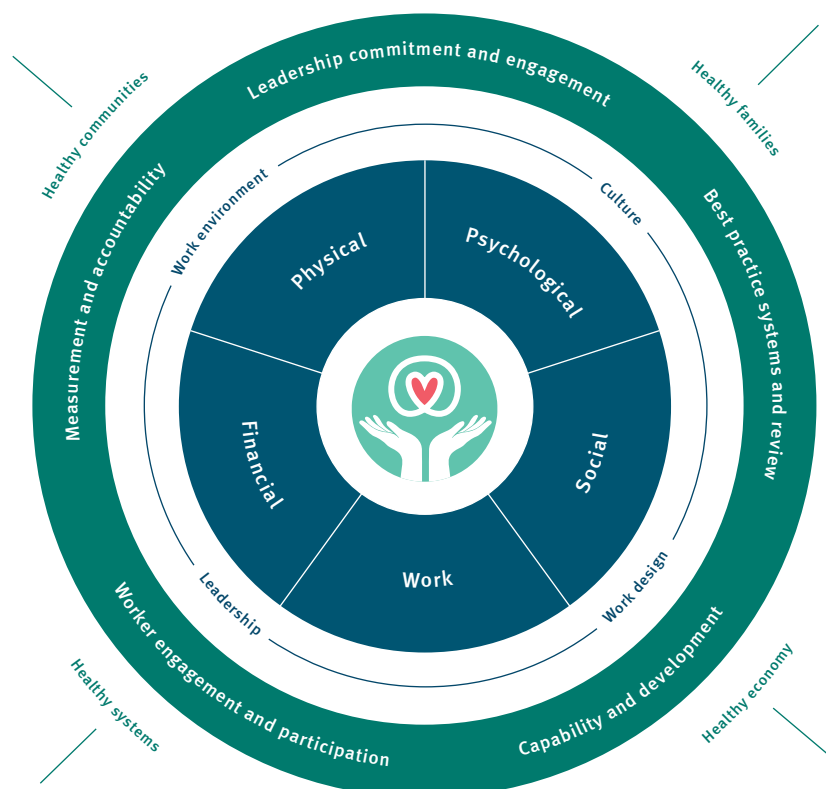 Leadership commitment and engagement
Healthy communities
Healthy families
Measurement and accountability
Best practice systems and review
Work environment
Culture
Physical
Psychological
Financial
Social
Work
Leadership
Work design
Worker engagement and participation
Capability and development
Healthy systems
Healthy economy